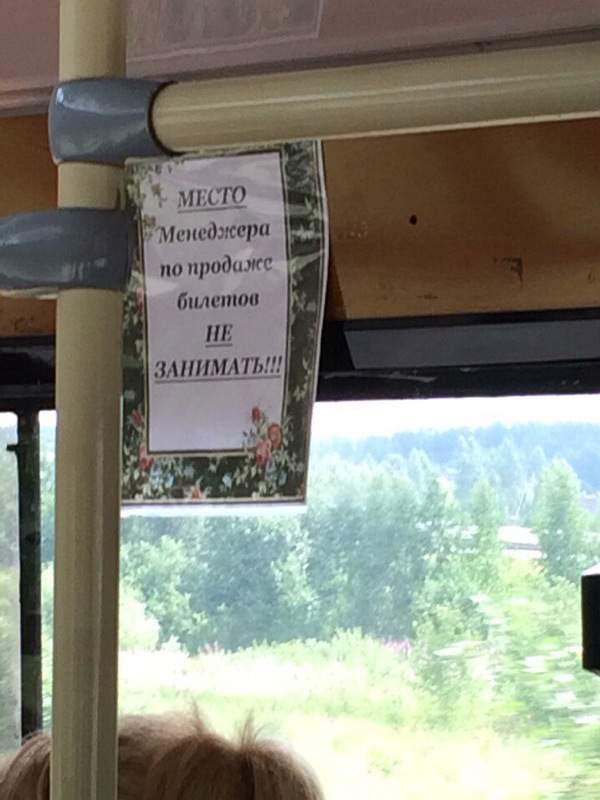 МЕСТО
Менеджера
по продаже
билетов
НЕ
ЗАНИМАТЬ!!!